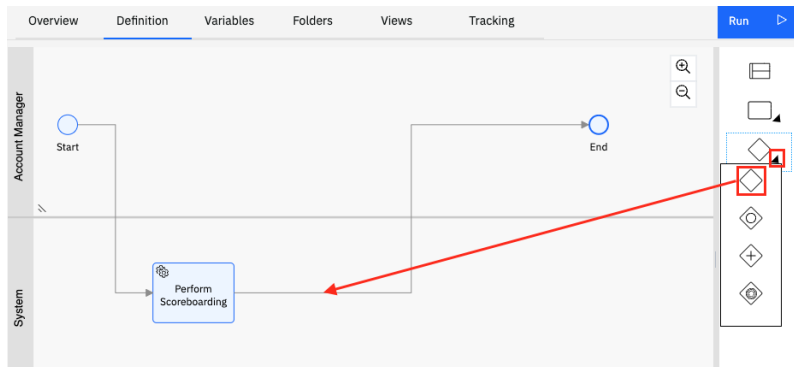 Overview Definition Variables Folders Views Tracking Run
Account Manager
Start
End
System
Perform
Scoreboarding